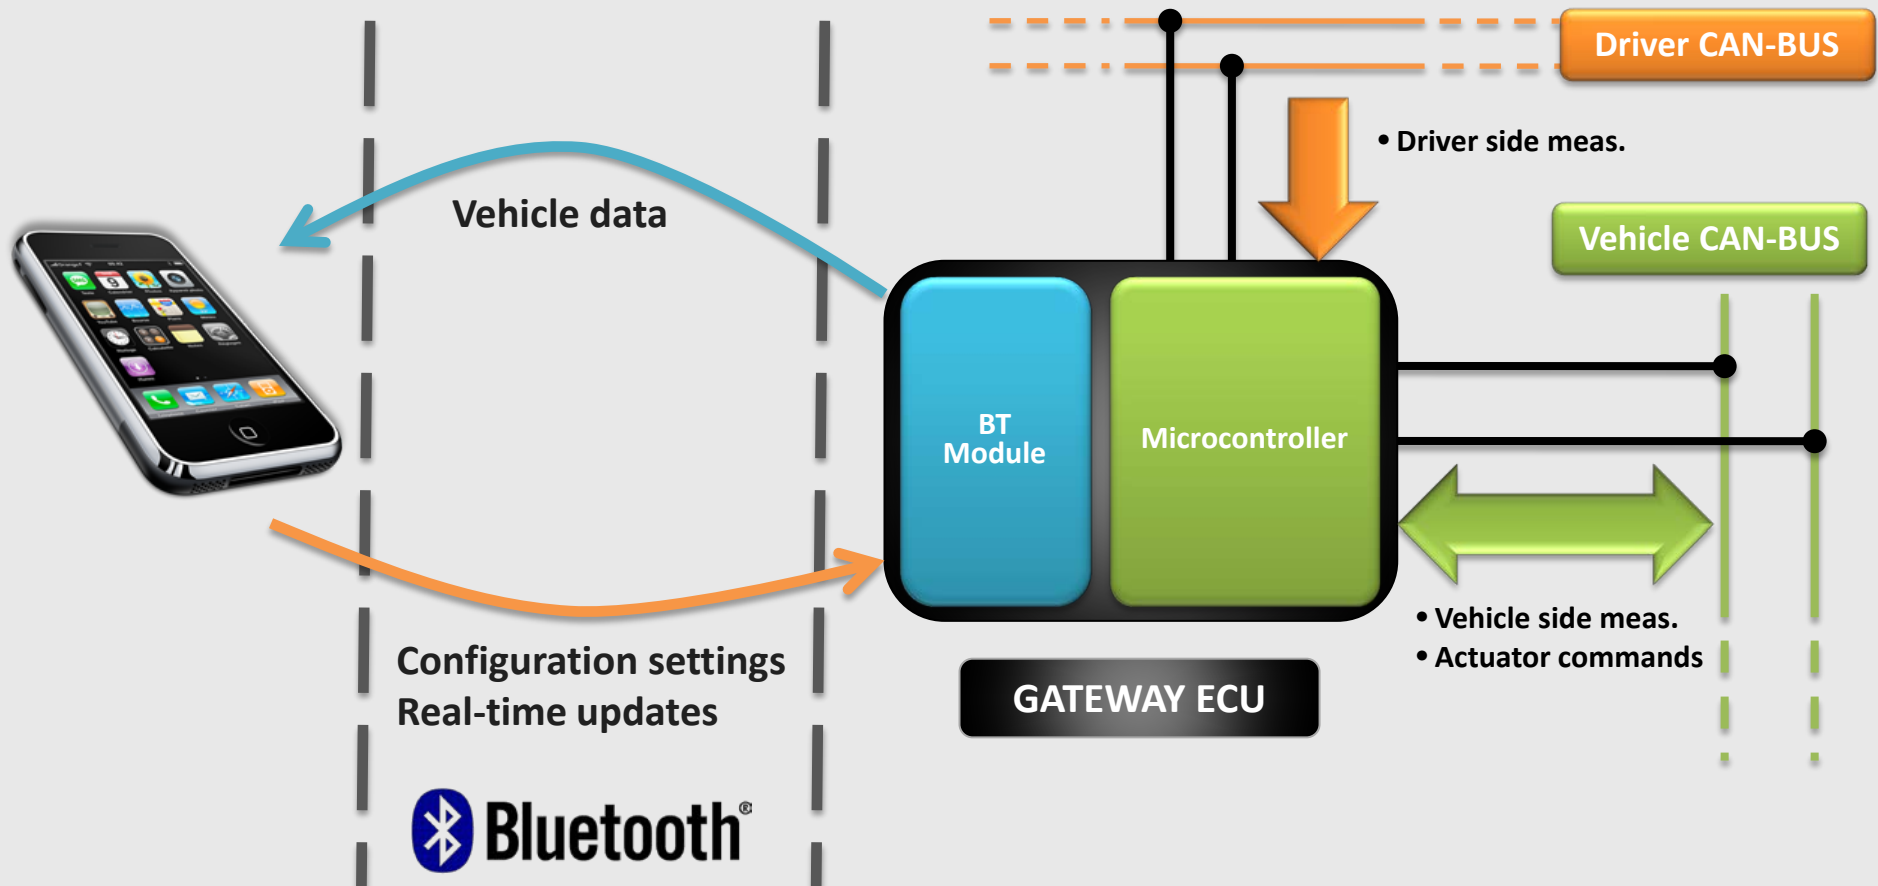 Driver CAN-BUS
• Driver side meas.
Vehicle data
Vehicle CAN-BUS
BT
Module
Microcontroller
• Vehicle side meas.
• Actuator commands
Configuration settings
Real-time updates
GATEWAY ECU
Bluetooth®
9